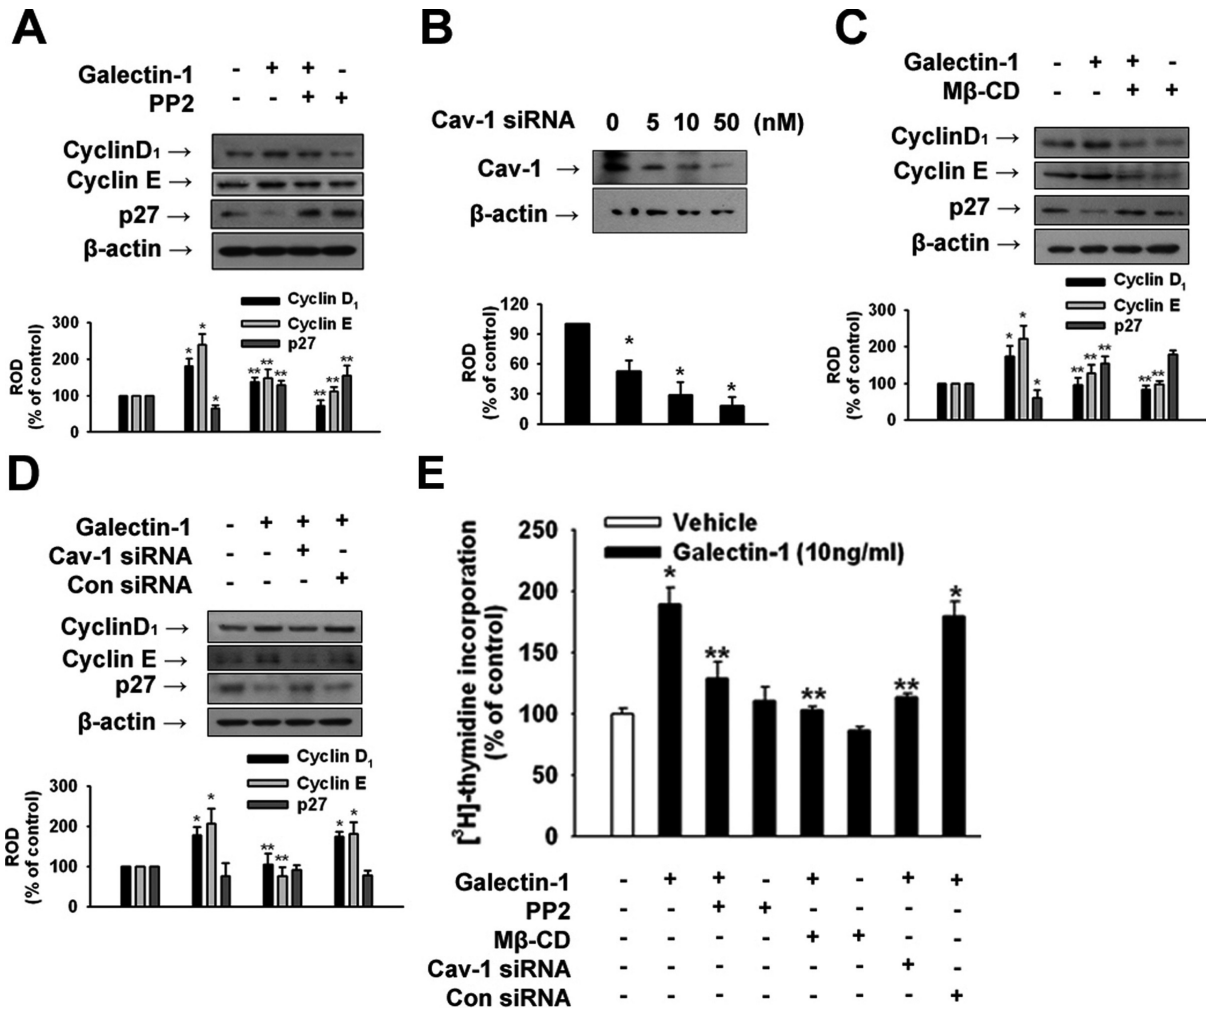 A
Galectin-1 - + + -
PP2 - - + +
CyclinD1 →
Cyclin E →
p27 →
β-actin →
Cyclin D1
Cyclin E
p27
ROD
(% of control)
300
200
100
0
* * *
** ** **
** ** **
B
Cav-1 siRNA 0 5 10 50 (nM)
Cav-1 →
β-actin →
ROD
(% of control)
120
90
60
30
0
* * *
C
Galectin-1 - + + -
Mβ-CD - - + +
CyclinD1 →
Cyclin E →
p27 →
β-actin →
Cyclin D1
Cyclin E
p27
ROD
(% of control)
300
200
100
0
* * *
** ** **
** **
D
Galectin-1 - + + +
Cav-1 siRNA - - + -
Con siRNA - - - +
CyclinD1 →
Cyclin E →
p27 →
β-actin →
Cyclin D1
Cyclin E
p27
ROD
(% of control)
300
200
100
0
* *
** **
* *
E
Vehicle
Galectin-1 (10ng/ml)
[3H]-thymidine incorporation
(% of control)
250
200
150
100
50
0
* ** ** ** *
Galectin-1 - + + - + - + +
PP2 - - + + - - - -
Mβ-CD - - - - + + - -
Cav-1 siRNA - - - - - - + -
Con siRNA - - - - - - - +